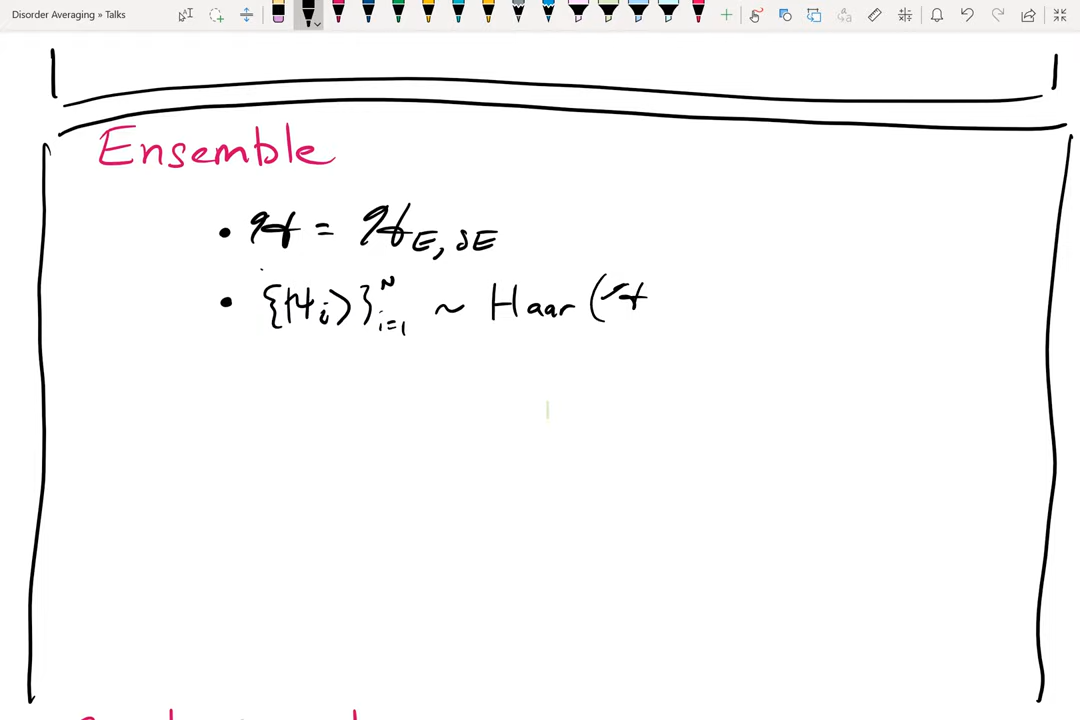 Disorder Averaging » Talks
Ensemble
• ℋ = ℋ_{E, δE}
• {|ψ_i⟩}_{i=1}^N ~ Haar (ℋ